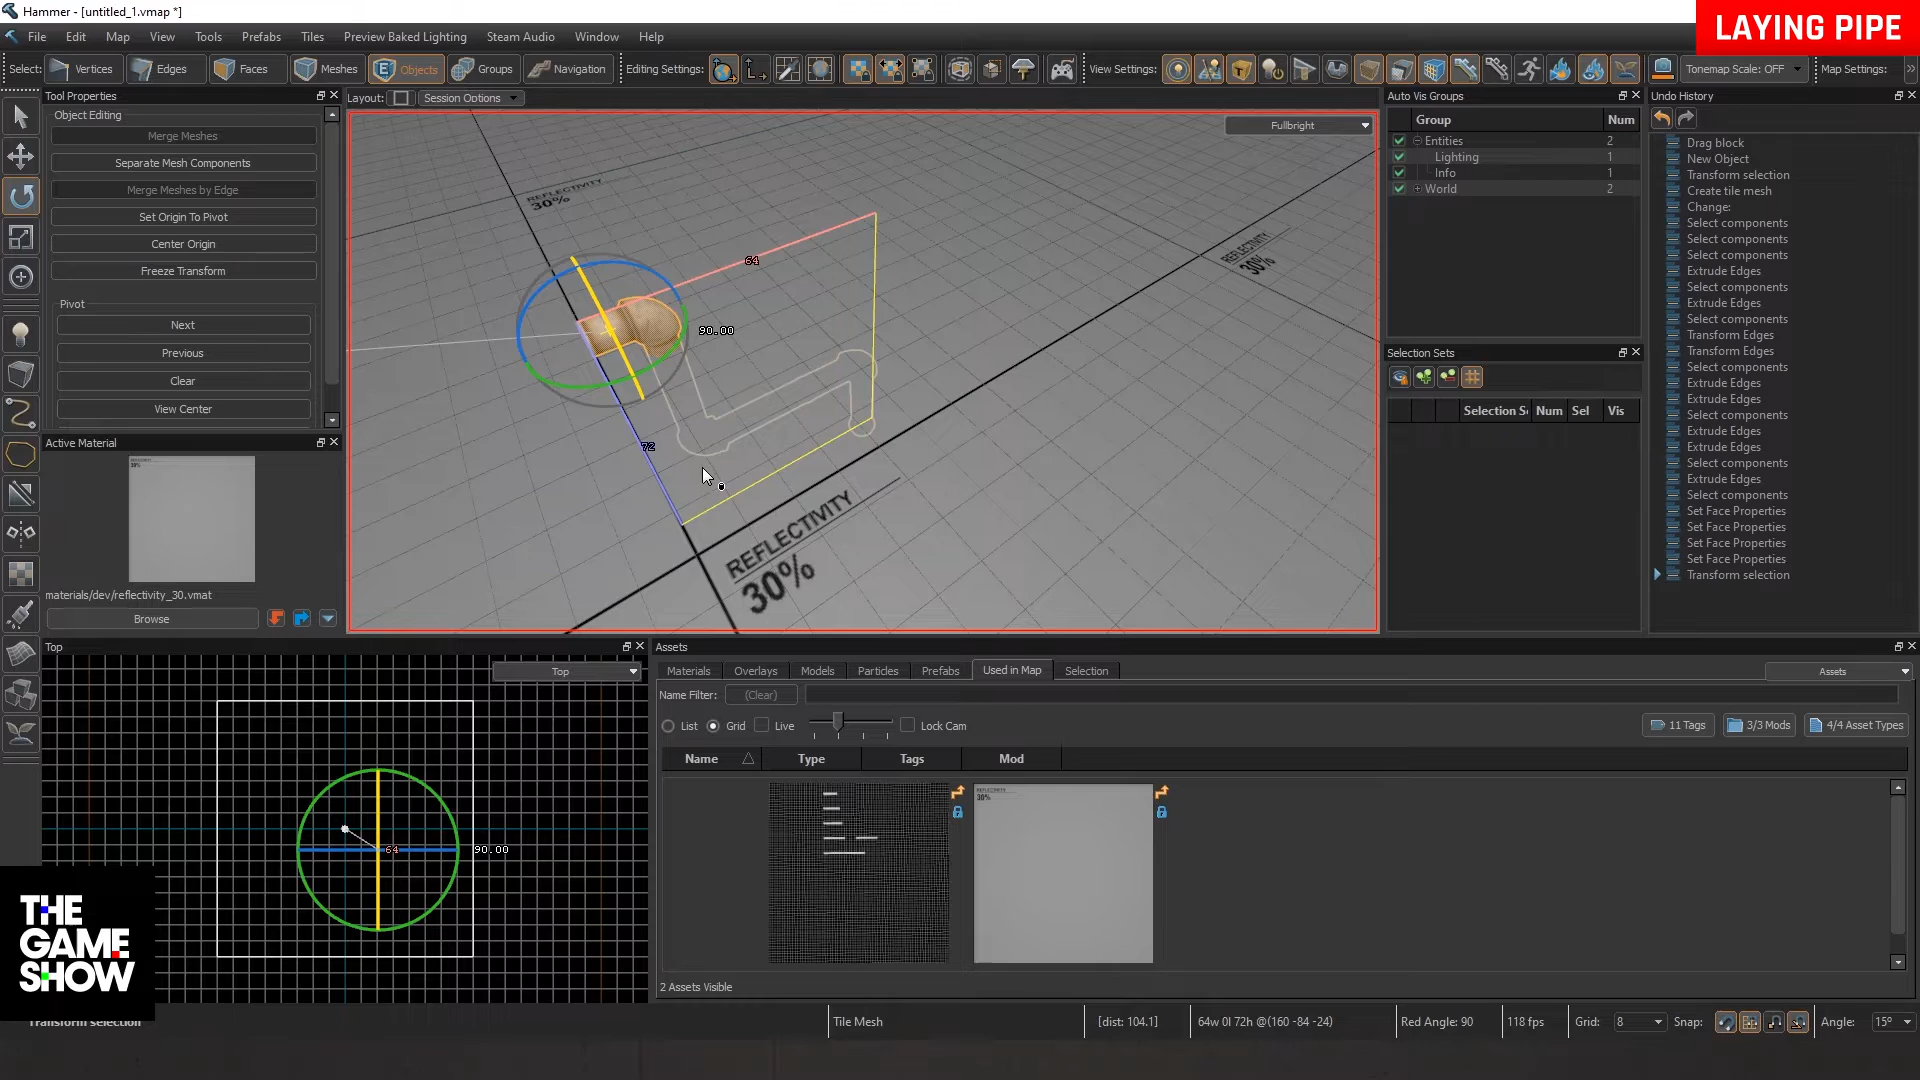 Hammer - [untitled_1.vmap *]
LAYING PIPE
File Edit Map View Tools Prefabs Tiles Preview Baked Lighting Steam Audio Window Help
Select: Vertices Edges Faces Meshes Objects Groups Navigation Editing Settings: View Settings: Tonemap Scale: OFF Map Settings:
Tool Properties
Object Editing
Merge Meshes
Separate Mesh Components
Merge Meshes by Edge
Set Origin To Pivot
Center Origin
Freeze Transform
Pivot
Next
Previous
Clear
View Center
Active Material
REFLECTIVITY
30%
materials/dev/reflectivity_30.vmat
Browse
Layout: Session Options
Fullbright
REFLECTIVITY
30%
REFLECTIVITY
30%
64
90.00
72
REFLECTIVITY
30%
Auto Vis Groups
Group Num
Entities 2
Lighting 1
Info 1
World 2
Selection Sets
Selection S Num Sel Vis
Undo History
Drag block
New Object
Transform selection
Create tile mesh
Change:
Select components
Select components
Select components
Extrude Edges
Select components
Extrude Edges
Select components
Transform Edges
Transform Edges
Select components
Extrude Edges
Extrude Edges
Select components
Extrude Edges
Extrude Edges
Select components
Extrude Edges
Select components
Set Face Properties
Set Face Properties
Set Face Properties
Set Face Properties
Transform selection
Top
Top
64
90.00
THE
GAME
SHOW
Assets
Materials Overlays Models Particles Prefabs Used in Map Selection
Assets
Name Filter: (Clear)
List Grid Live Lock Cam
11 Tags 3/3 Mods 4/4 Asset Types
Name Type Tags Mod
REFLECTIVITY
30%
2 Assets Visible
Transform selection
Tile Mesh
[dist: 104.1]
64w 0l 72h @(160 -84 -24)
Red Angle: 90
118 fps
Grid: 8
Snap:
Angle: 15º